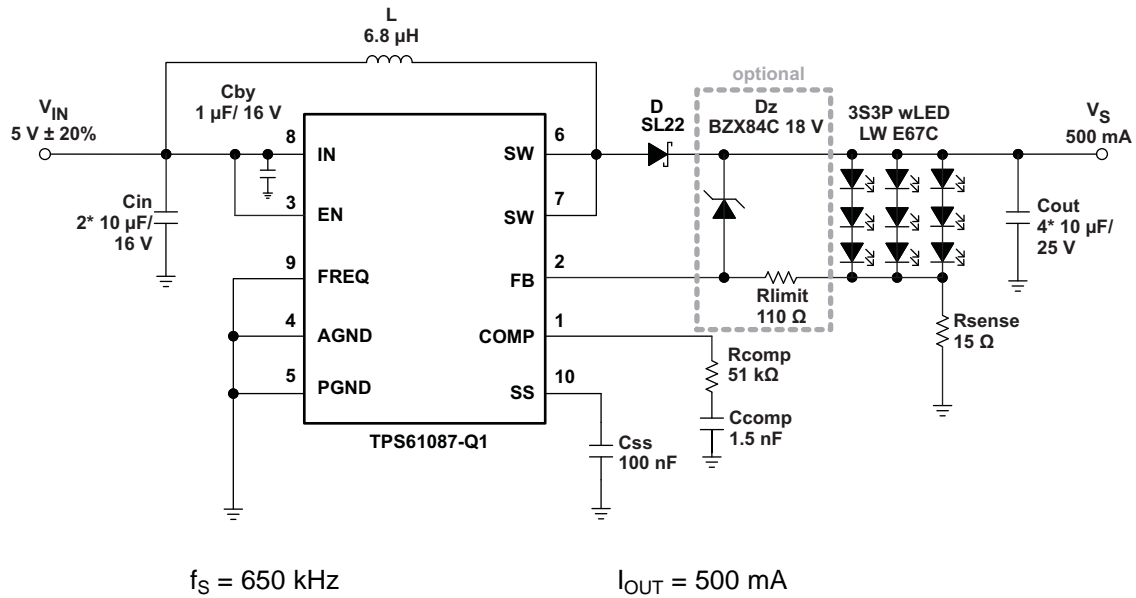 L
6.8 µH
Cby
1 µF/ 16 V
V_IN
5 V ± 20%
Cin
2* 10 µF/
16 V
8
IN
3
EN
9
FREQ
4
AGND
5
PGND
6
SW
7
SW
2
FB
1
COMP
10
SS
TPS61087-Q1
D
SL22
optional
Dz
BZX84C 18 V
Rlimit
110 Ω
3S3P wLED
LW E67C
V_S
500 mA
Cout
4* 10 µF/
25 V
Rsense
15 Ω
Rcomp
51 kΩ
Ccomp
1.5 nF
Css
100 nF
f_S = 650 kHz
I_OUT = 500 mA